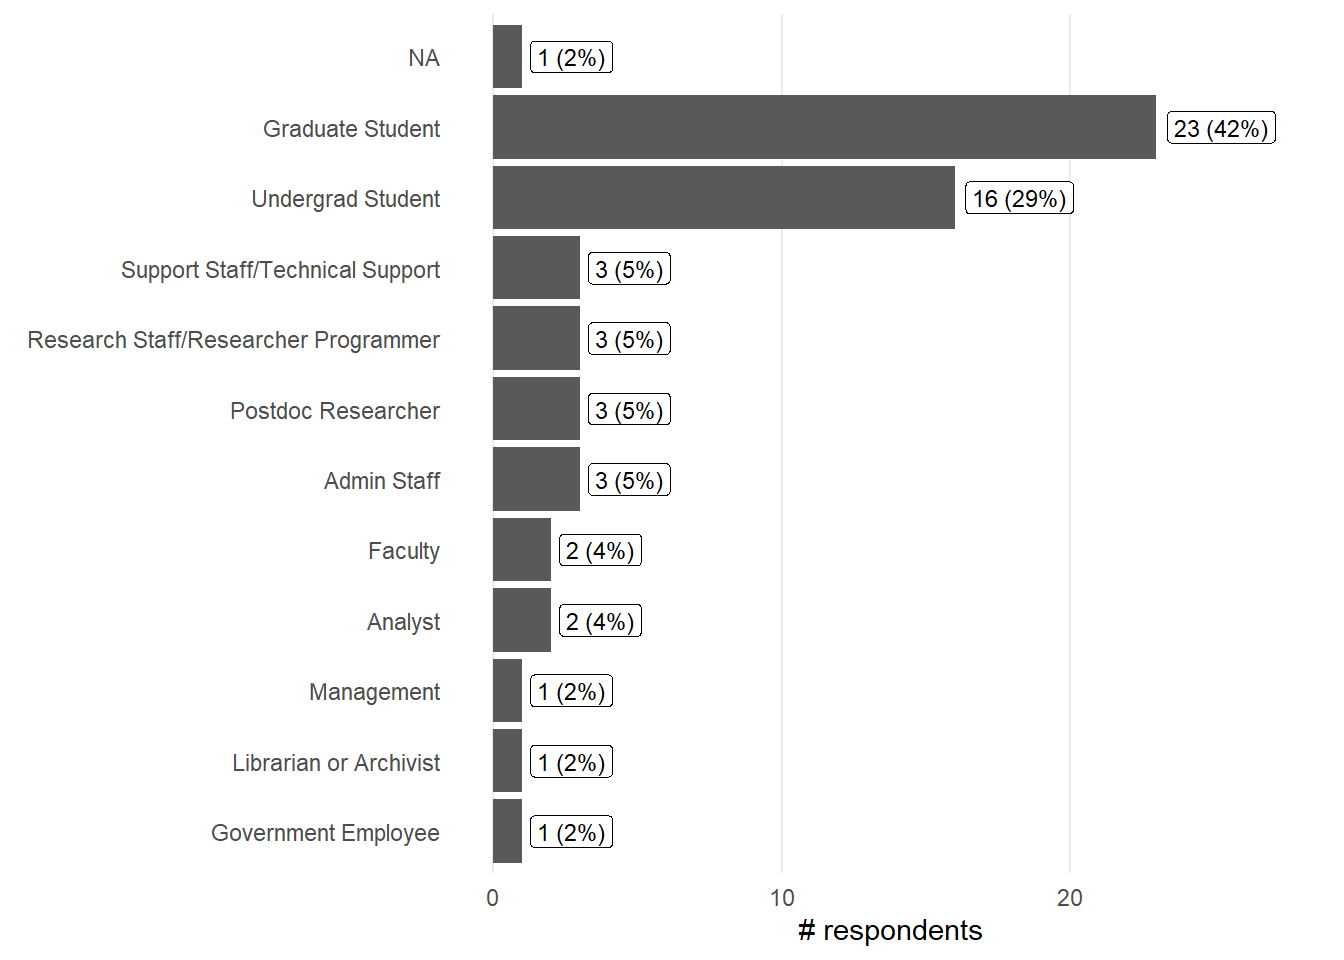 NA 1 (2%)
Graduate Student 23 (42%)
Undergrad Student 16 (29%)
Support Staff/Technical Support 3 (5%)
Research Staff/Researcher Programmer 3 (5%)
Postdoc Researcher 3 (5%)
Admin Staff 3 (5%)
Faculty 2 (4%)
Analyst 2 (4%)
Management 1 (2%)
Librarian or Archivist 1 (2%)
Government Employee 1 (2%)
0 10 20
# respondents